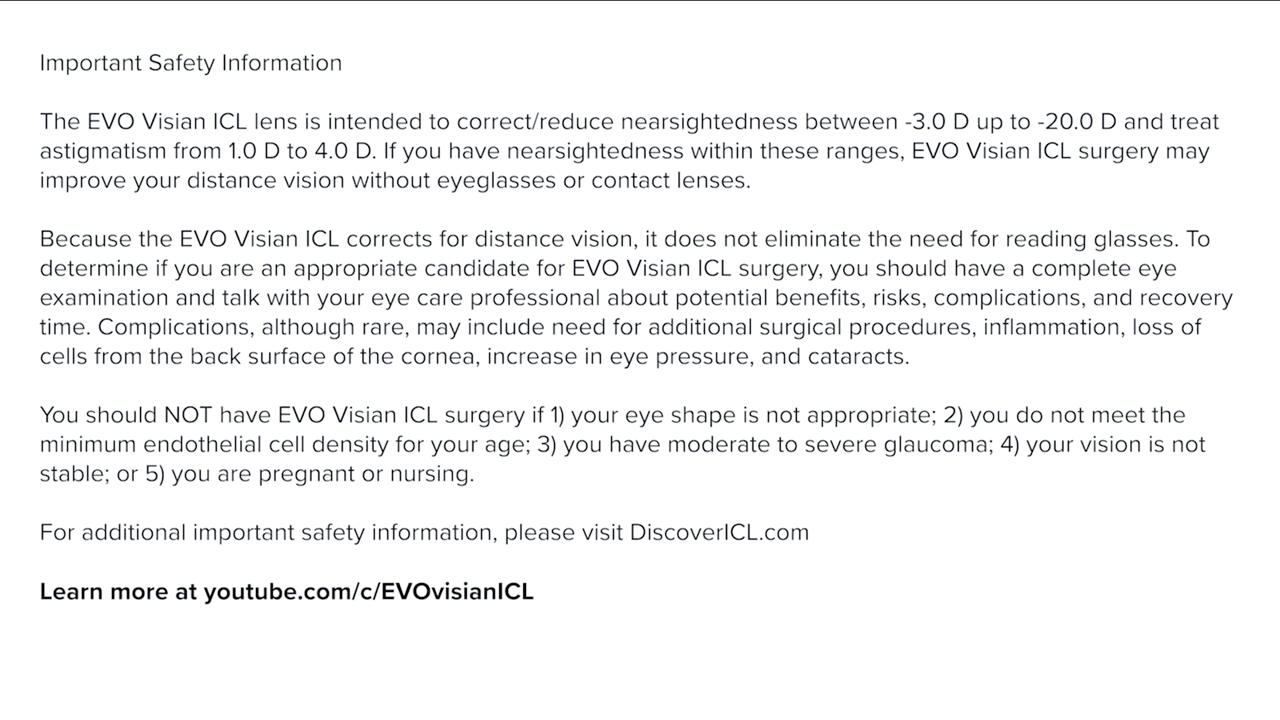 Important Safety Information
The EVO Visian ICL lens is intended to correct/reduce nearsightedness between -3.0 D up to -20.0 D and treat
astigmatism from 1.0 D to 4.0 D. If you have nearsightedness within these ranges, EVO Visian ICL surgery may
improve your distance vision without eyeglasses or contact lenses.
Because the EVO Visian ICL corrects for distance vision, it does not eliminate the need for reading glasses. To
determine if you are an appropriate candidate for EVO Visian ICL surgery, you should have a complete eye
examination and talk with your eye care professional about potential benefits, risks, complications, and recovery
time. Complications, although rare, may include need for additional surgical procedures, inflammation, loss of
cells from the back surface of the cornea, increase in eye pressure, and cataracts.
You should NOT have EVO Visian ICL surgery if 1) your eye shape is not appropriate; 2) you do not meet the
minimum endothelial cell density for your age; 3) you have moderate to severe glaucoma; 4) your vision is not
stable; or 5) you are pregnant or nursing.
For additional important safety information, please visit DiscoverICL.com
Learn more at youtube.com/c/EVOvisianICL